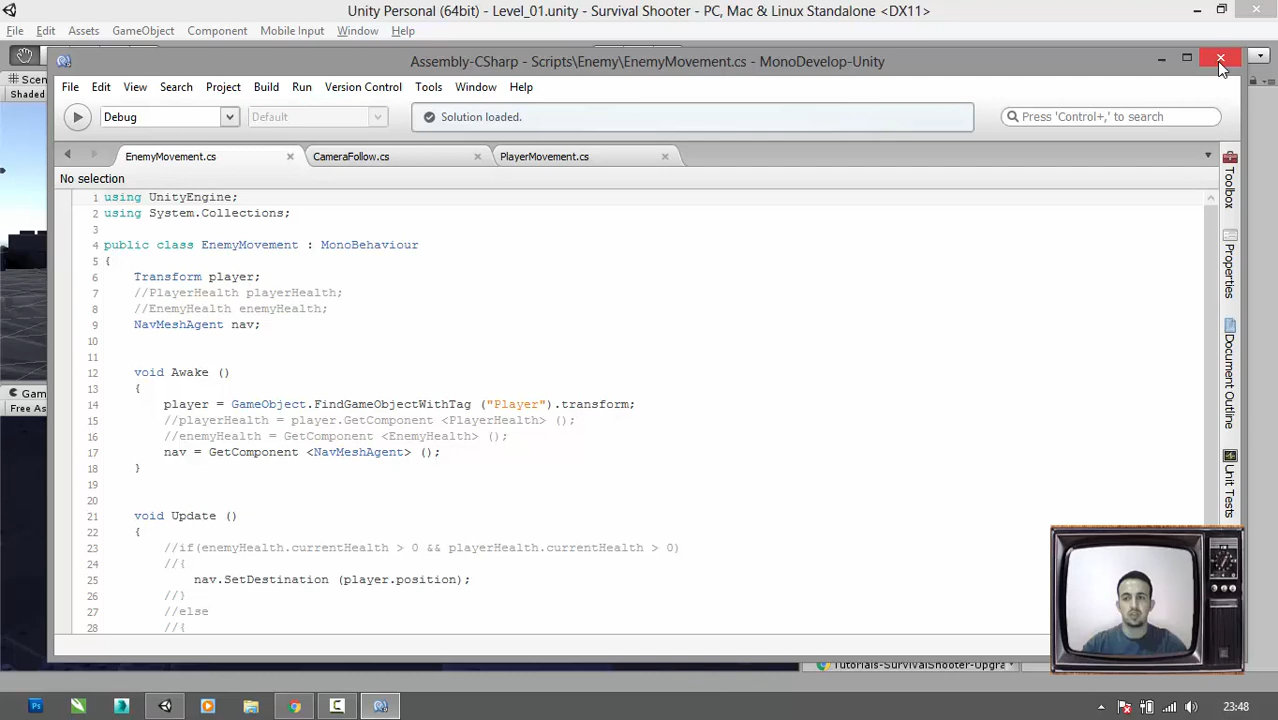 Unity Personal (64bit) - Level_01.unity - Survival Shooter - PC, Mac & Linux Standalone <DX11>
File Edit Assets GameObject Component Mobile Input Window Help
Assembly-CSharp - Scripts\Enemy\EnemyMovement.cs - MonoDevelop-Unity
Scen
Shaded
File Edit View Search Project Build Run Version Control Tools Window Help
Debug Default Solution loaded. Press 'Control+,' to search
EnemyMovement.cs CameraFollow.cs PlayerMovement.cs
No selection
1 using UnityEngine;
2 using System.Collections;
3
4 public class EnemyMovement : MonoBehaviour
5 {
6 Transform player;
7 //PlayerHealth playerHealth;
8 //EnemyHealth enemyHealth;
9 NavMeshAgent nav;
10
11
12 void Awake ()
13 {
14 player = GameObject.FindGameObjectWithTag ("Player").transform;
15 //playerHealth = player.GetComponent <PlayerHealth> ();
16 //enemyHealth = GetComponent <EnemyHealth> ();
17 nav = GetComponent <NavMeshAgent> ();
18 }
19
20
21 void Update ()
22 {
23 //if(enemyHealth.currentHealth > 0 && playerHealth.currentHealth > 0)
24 //{
25 nav.SetDestination (player.position);
26 //}
27 //else
28 //{
Toolbox
Properties
Document Outline
Unit Tests
Gam
Free As
Tutorials-SurvivalShooter-Upgra
23:48